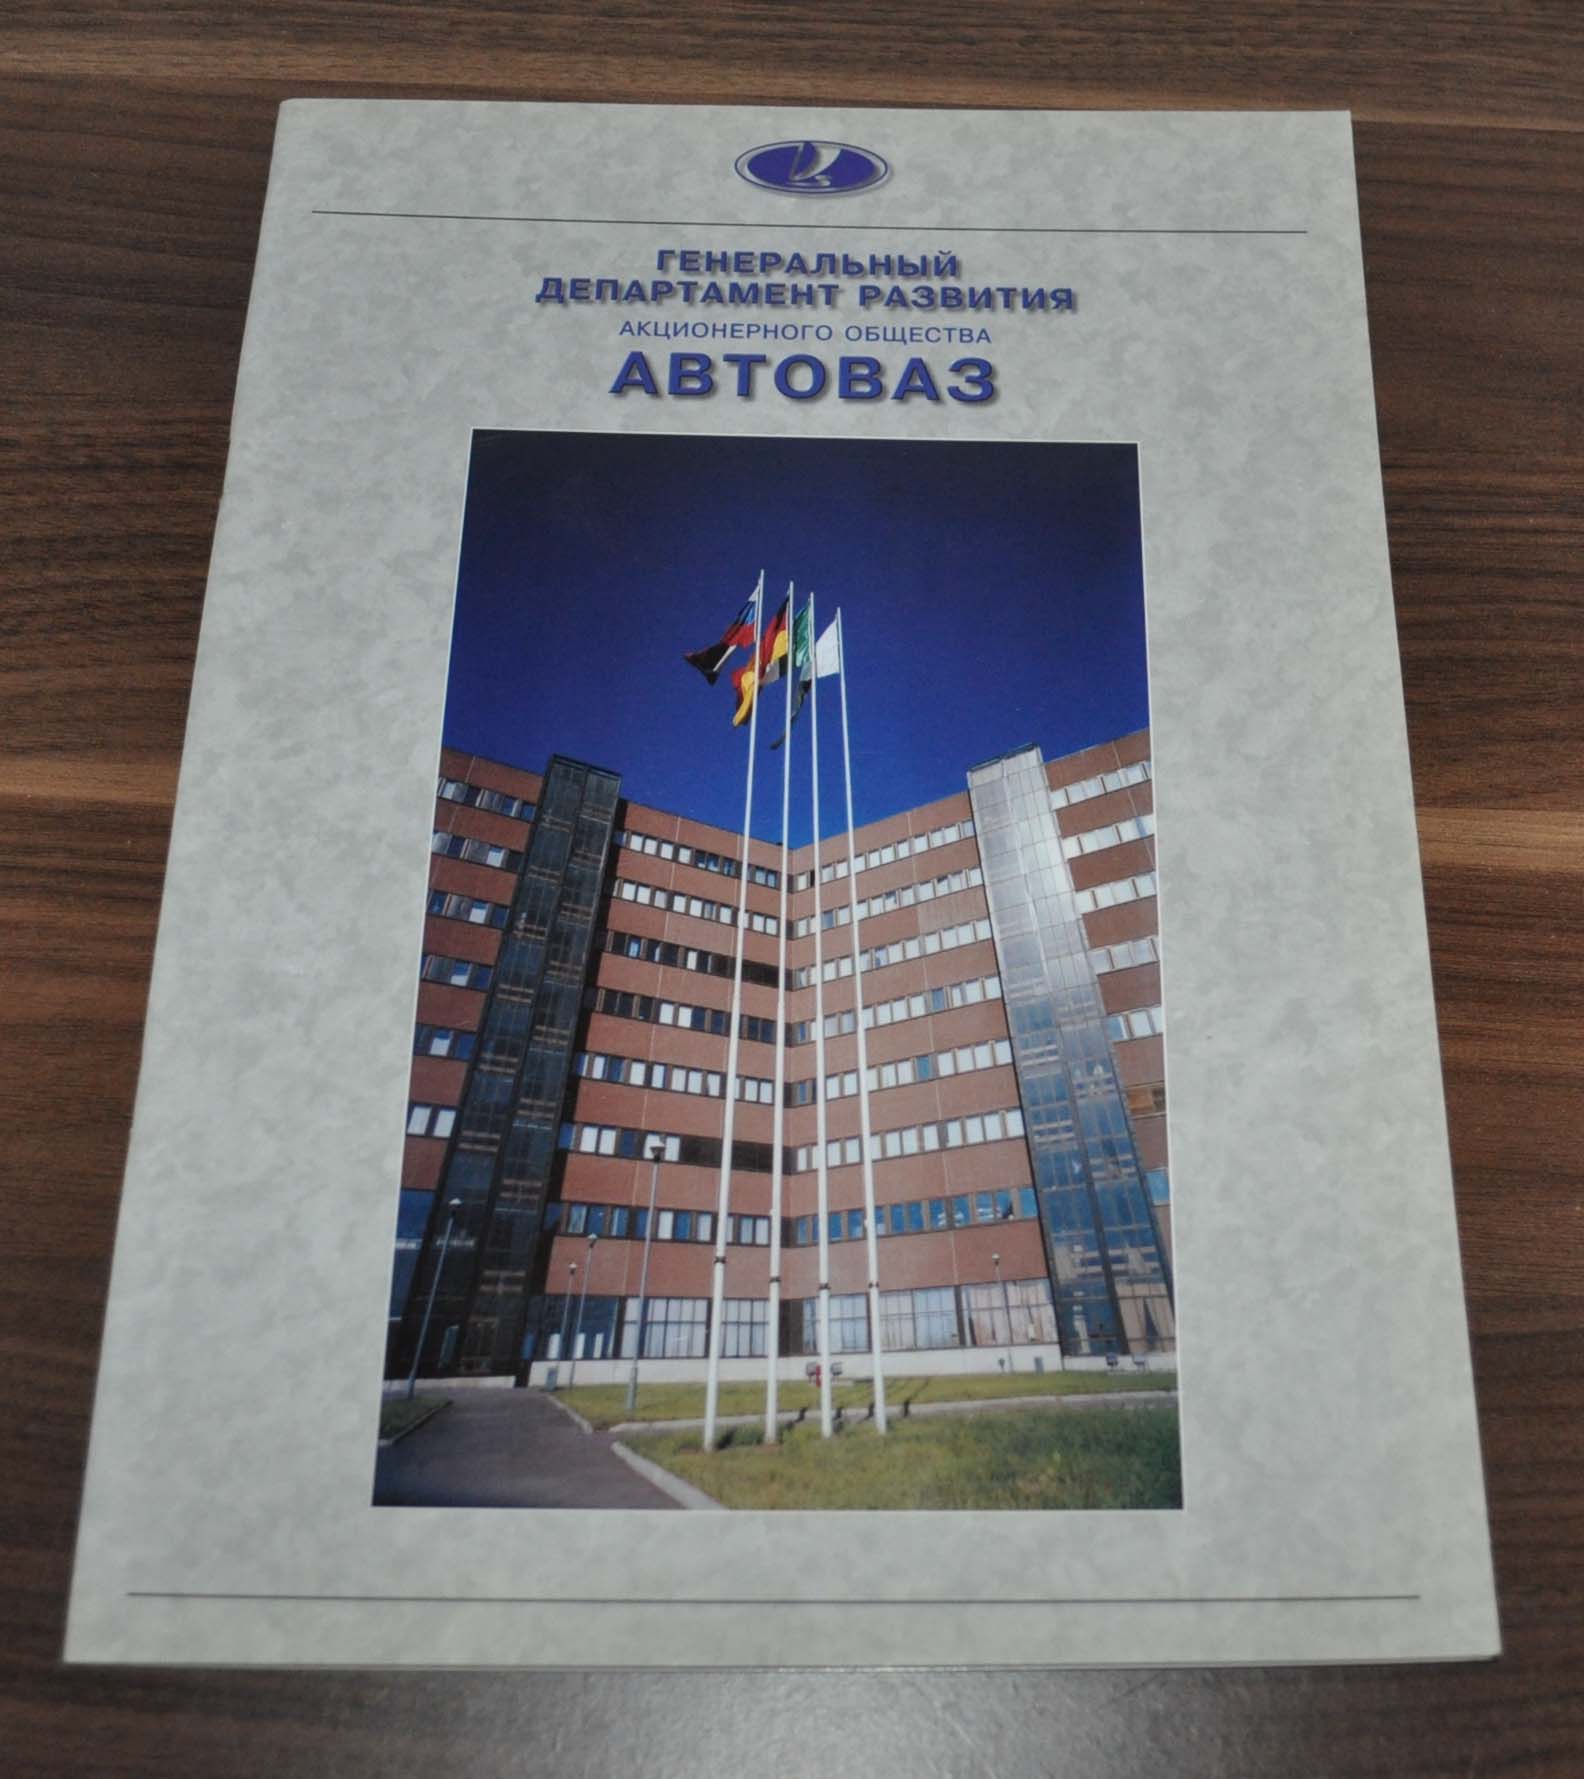 ГЕНЕРАЛЬНЫЙ
ДЕПАРТАМЕНТ РАЗВИТИЯ
АКЦИОНЕРНОГО ОБЩЕСТВА
АВТОВАЗ